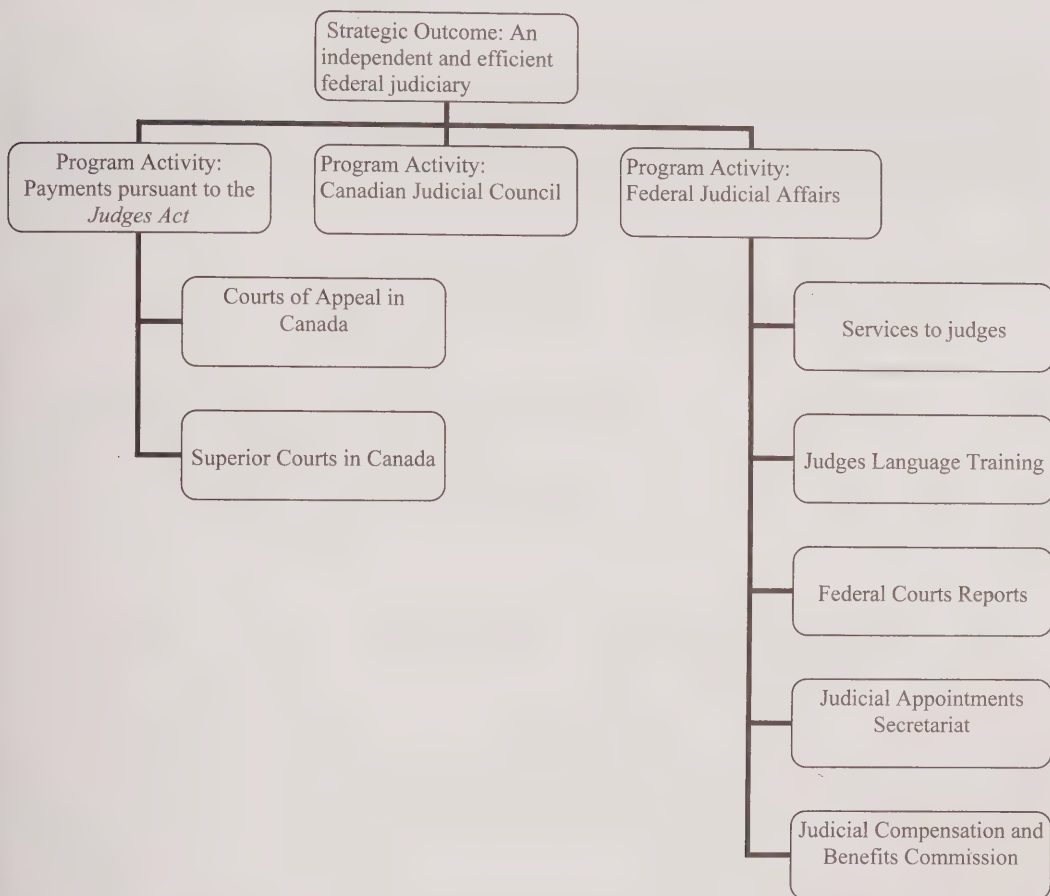 Strategic Outcome: An
independent and efficient
federal judiciary
Program Activity:
Payments pursuant to the
Judges Act
Program Activity:
Canadian Judicial Council
Program Activity:
Federal Judicial Affairs
Courts of Appeal in
Canada
Superior Courts in Canada
Services to judges
Judges Language Training
Federal Courts Reports
Judicial Appointments
Secretariat
Judicial Compensation and
Benefits Commission